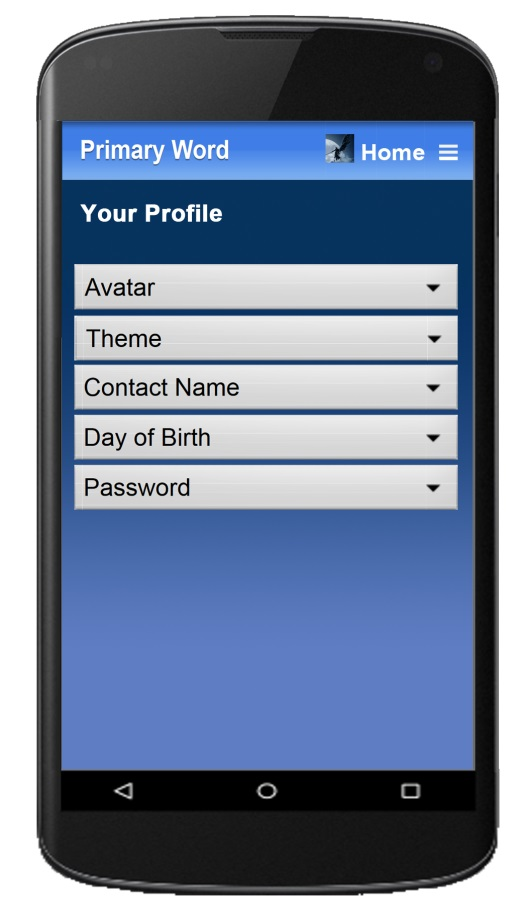 Primary Word
Home
Your Profile
Avatar
Theme
Contact Name
Day of Birth
Password